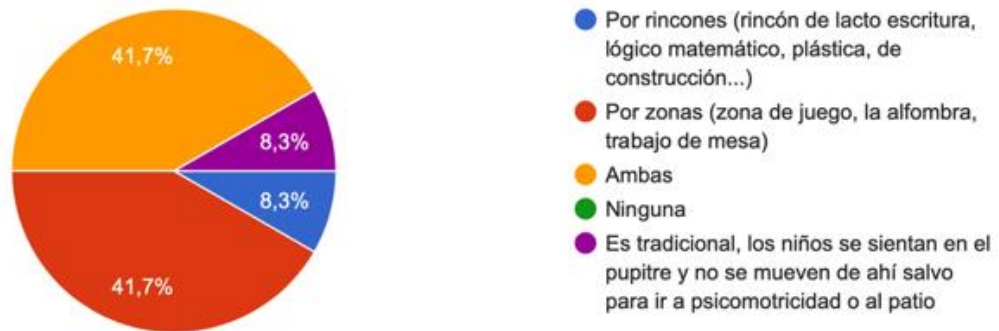 41,7%
8,3%
8,3%
41,7%
Por rincones (rincón de lacto escritura,
lógico matemático, plástica, de
construcción...)
Por zonas (zona de juego, la alfombra,
trabajo de mesa)
Ambas
Ninguna
Es tradicional, los niños se sientan en el
pupitre y no se mueven de ahí salvo
para ir a psicomotricidad o al patio